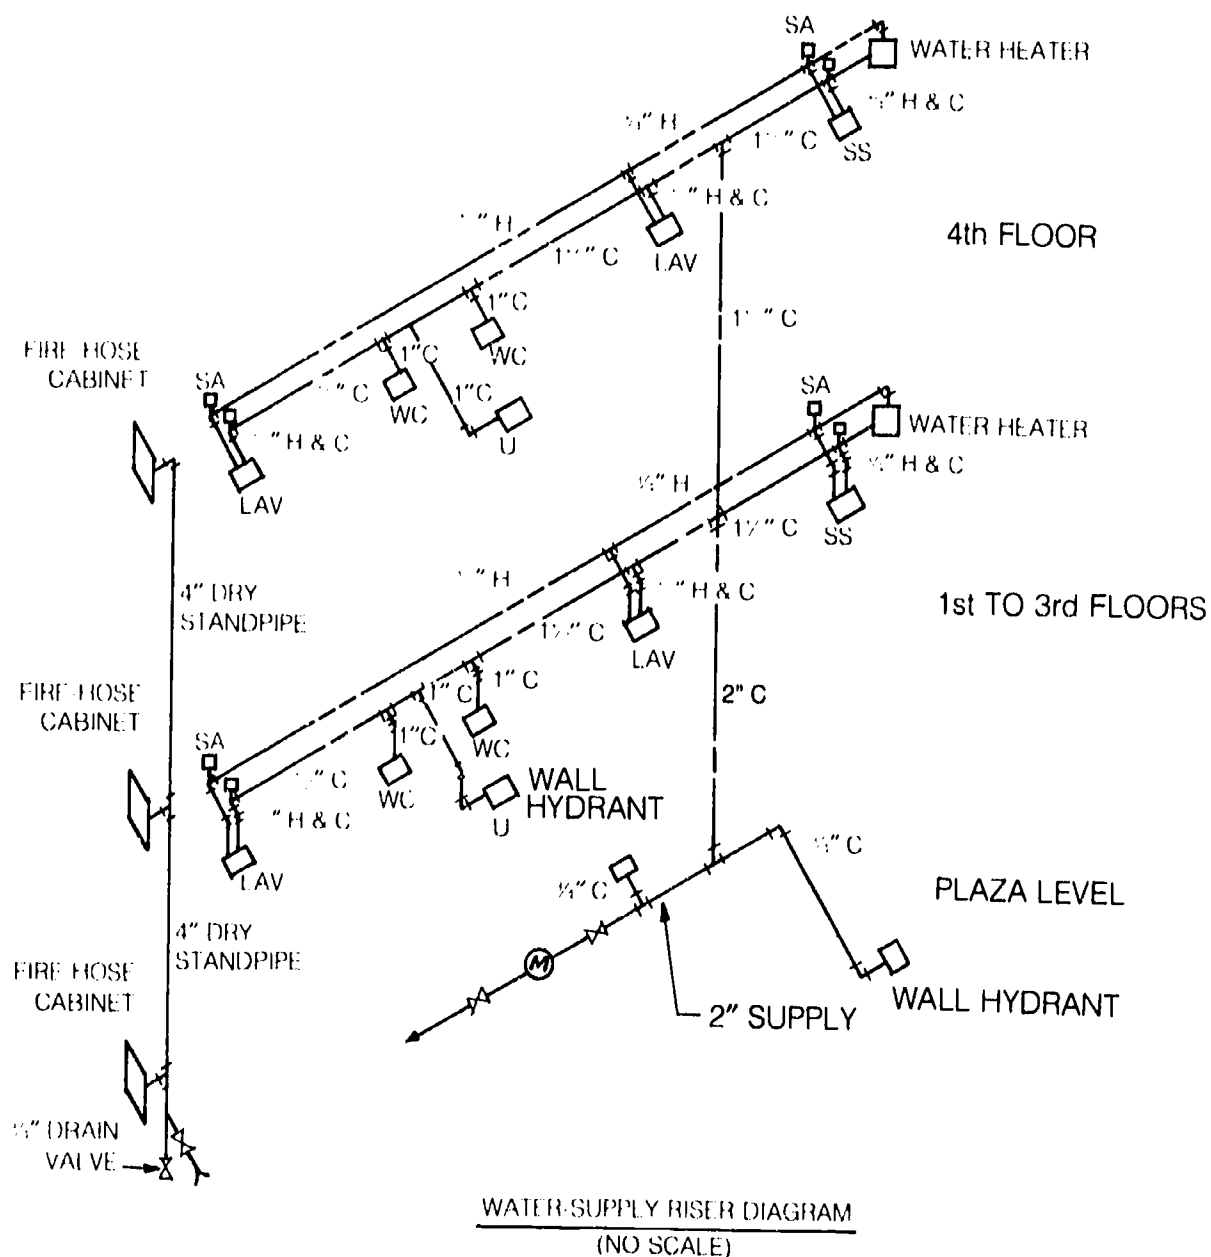 SA
WATER HEATER
H & C
H
C
SS
H & C
LAV
4th FLOOR
H
C
1" C
WC
C
FIRE HOSE
CABINET
SA
1" C
C
WC
1" C
U
H & C
LAV
SA
WATER HEATER
H & C
H
1½" C
SS
4" DRY
STANDPIPE
H
H & C
1st TO 3rd FLOORS
C
LAV
FIRE HOSE
CABINET
1" C
1" C
2" C
SA
1" C
WC
C
WC
WALL
HYDRANT
U
H & C
LAV
C
C
PLAZA LEVEL
4" DRY
STANDPIPE
FIRE HOSE
CABINET
M
WALL HYDRANT
2" SUPPLY
DRAIN
VALVE
WATER-SUPPLY RISER DIAGRAM
(NO SCALE)